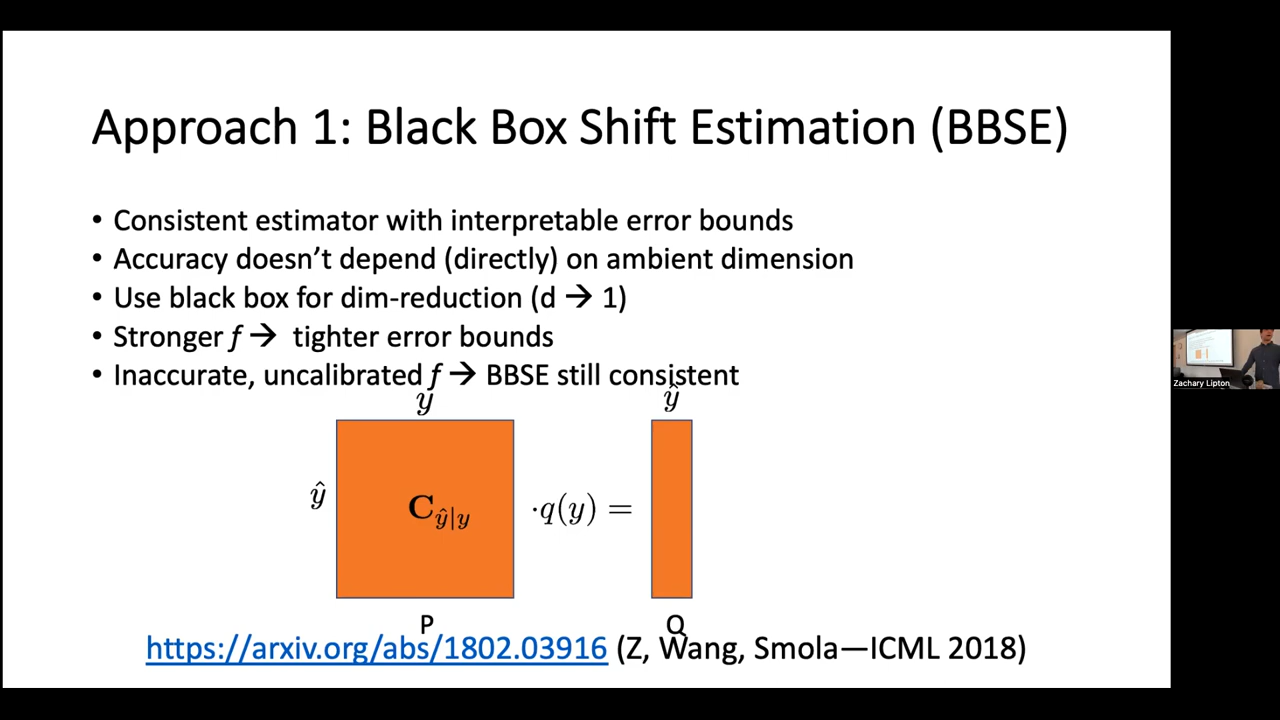 Approach 1: Black Box Shift Estimation (BBSE)
• Consistent estimator with interpretable error bounds
• Accuracy doesn't depend (directly) on ambient dimension
• Use black box for dim-reduction (d → 1)
• Stronger f → tighter error bounds
• Inaccurate, uncalibrated f → BBSE still consistent
y ŷ
ŷ C_{ŷ|y} ·q(y) =
P Q
https://arxiv.org/abs/1802.03916 (Z, Wang, Smola—ICML 2018)
Zachary Lipton